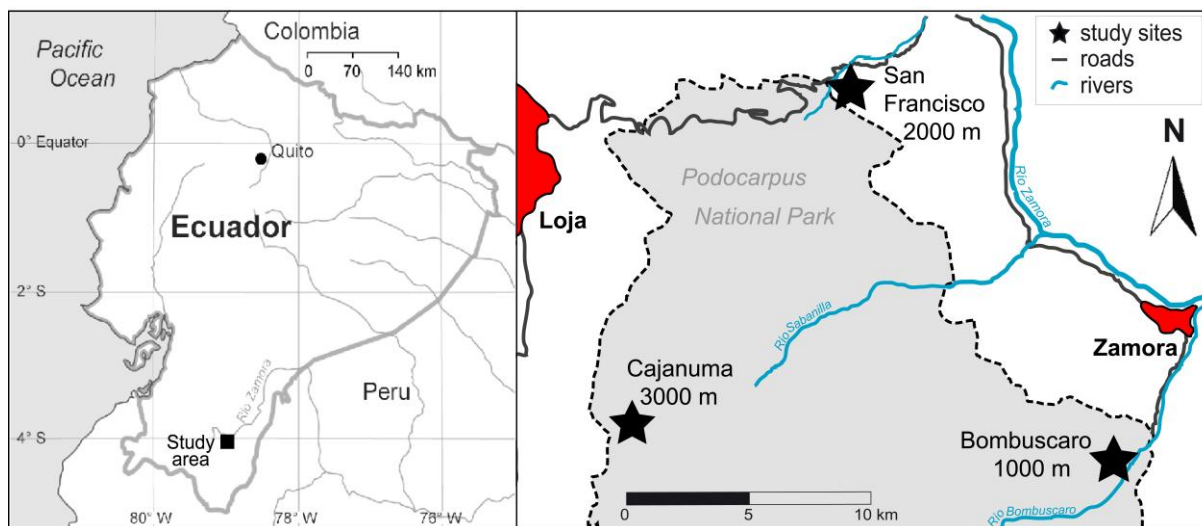 Pacific
Ocean
Colombia
0 70 140 km
0° Equator
Quito
Ecuador
2° S
Rio Zamora
Peru
Study
area
4° S
80° W
78° W
76° W
study sites
roads
rivers
N
San
Francisco
2000 m
Podocarpus
National Park
Loja
Rio Zamora
Rio Sabanilla
Zamora
Cajanuma
3000 m
Bombuscaro
1000 m
0 5 10 km
Rio Bombuscaro